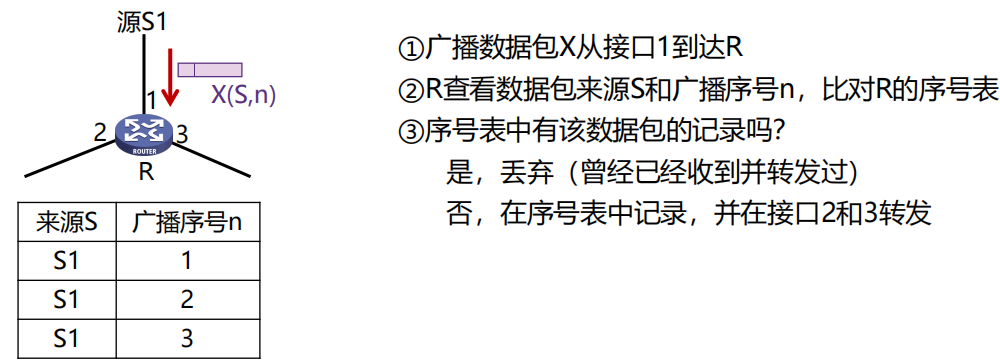 源S1
X(S,n)
1
2
3
ROUTER
R
来源S 广播序号n
S1 1
S1 2
S1 3
①广播数据包X从接口1到达R
②R查看数据包来源S和广播序号n，比对R的序号表
③序号表中有该数据包的记录吗？
是，丢弃（曾经已经收到并转发过）
否，在序号表中记录，并在接口2和3转发